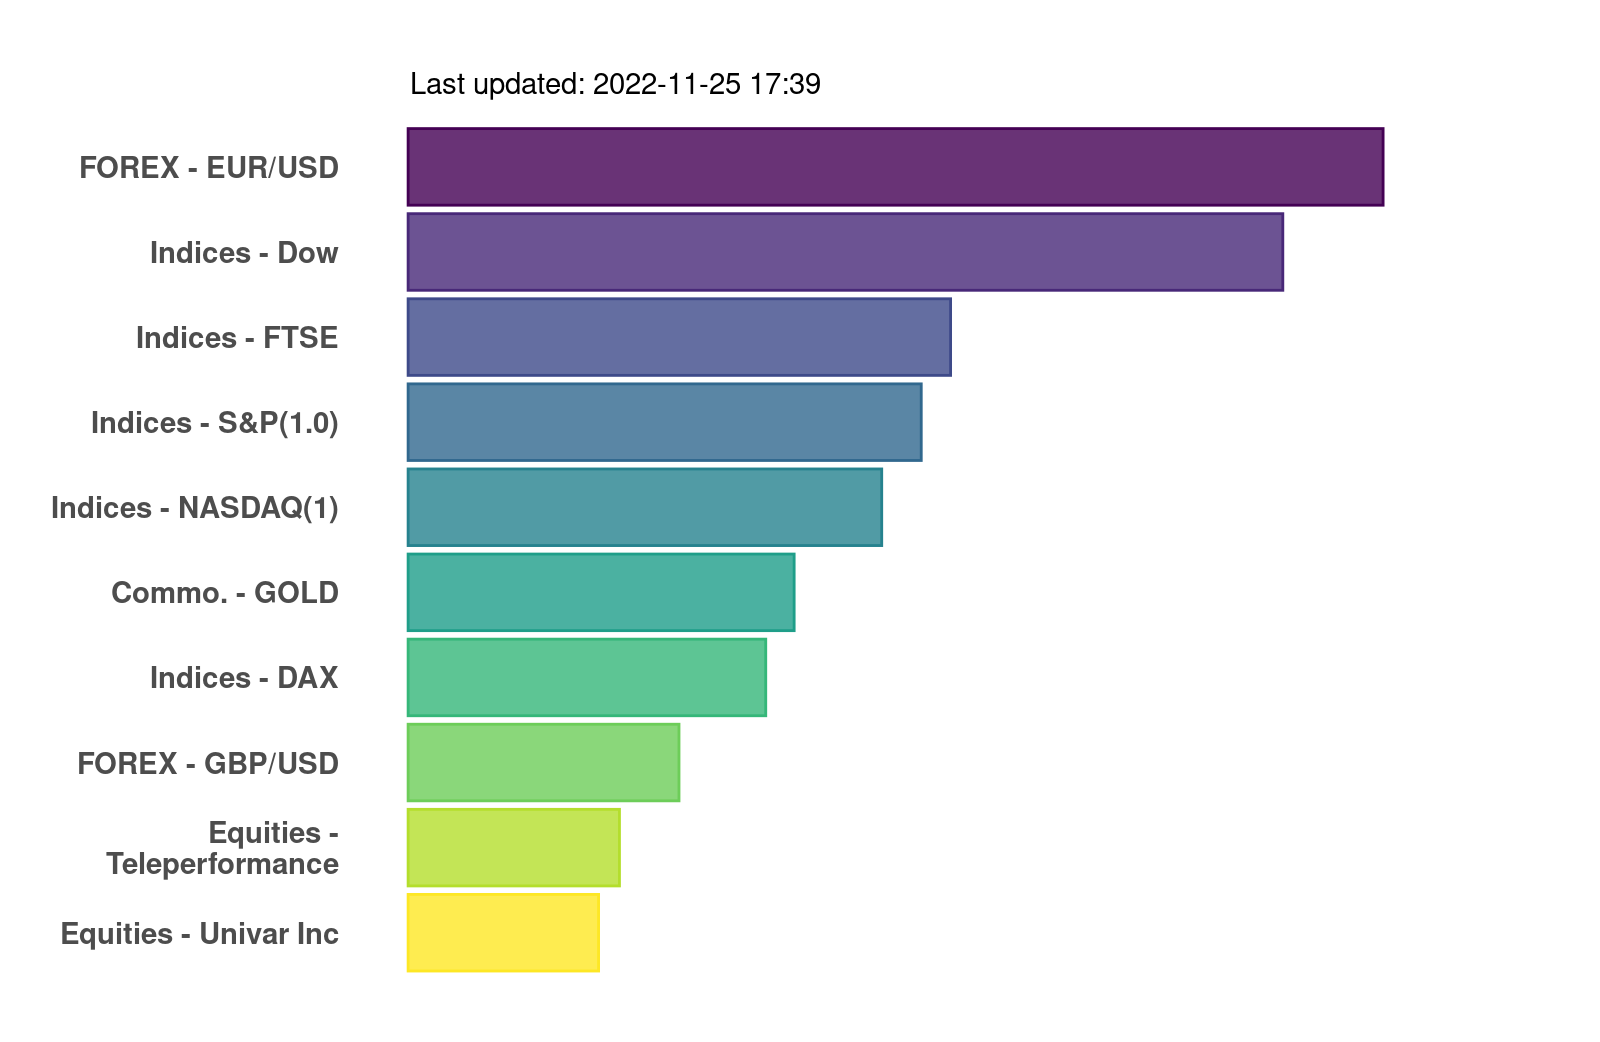 Last updated: 2022-11-25 17:39
FOREX - EUR/USD
Indices - Dow
Indices - FTSE
Indices - S&P(1.0)
Indices - NASDAQ(1)
Commo. - GOLD
Indices - DAX
FOREX - GBP/USD
Equities -
Teleperformance
Equities - Univar Inc